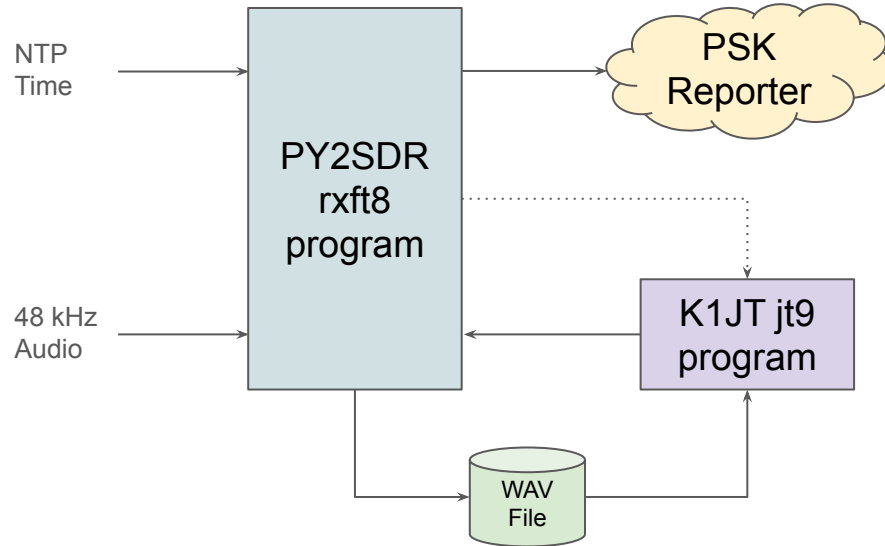 NTP
Time
PSK
Reporter
PY2SDR
rxft8
program
48 kHz
Audio
K1JT jt9
program
WAV
File